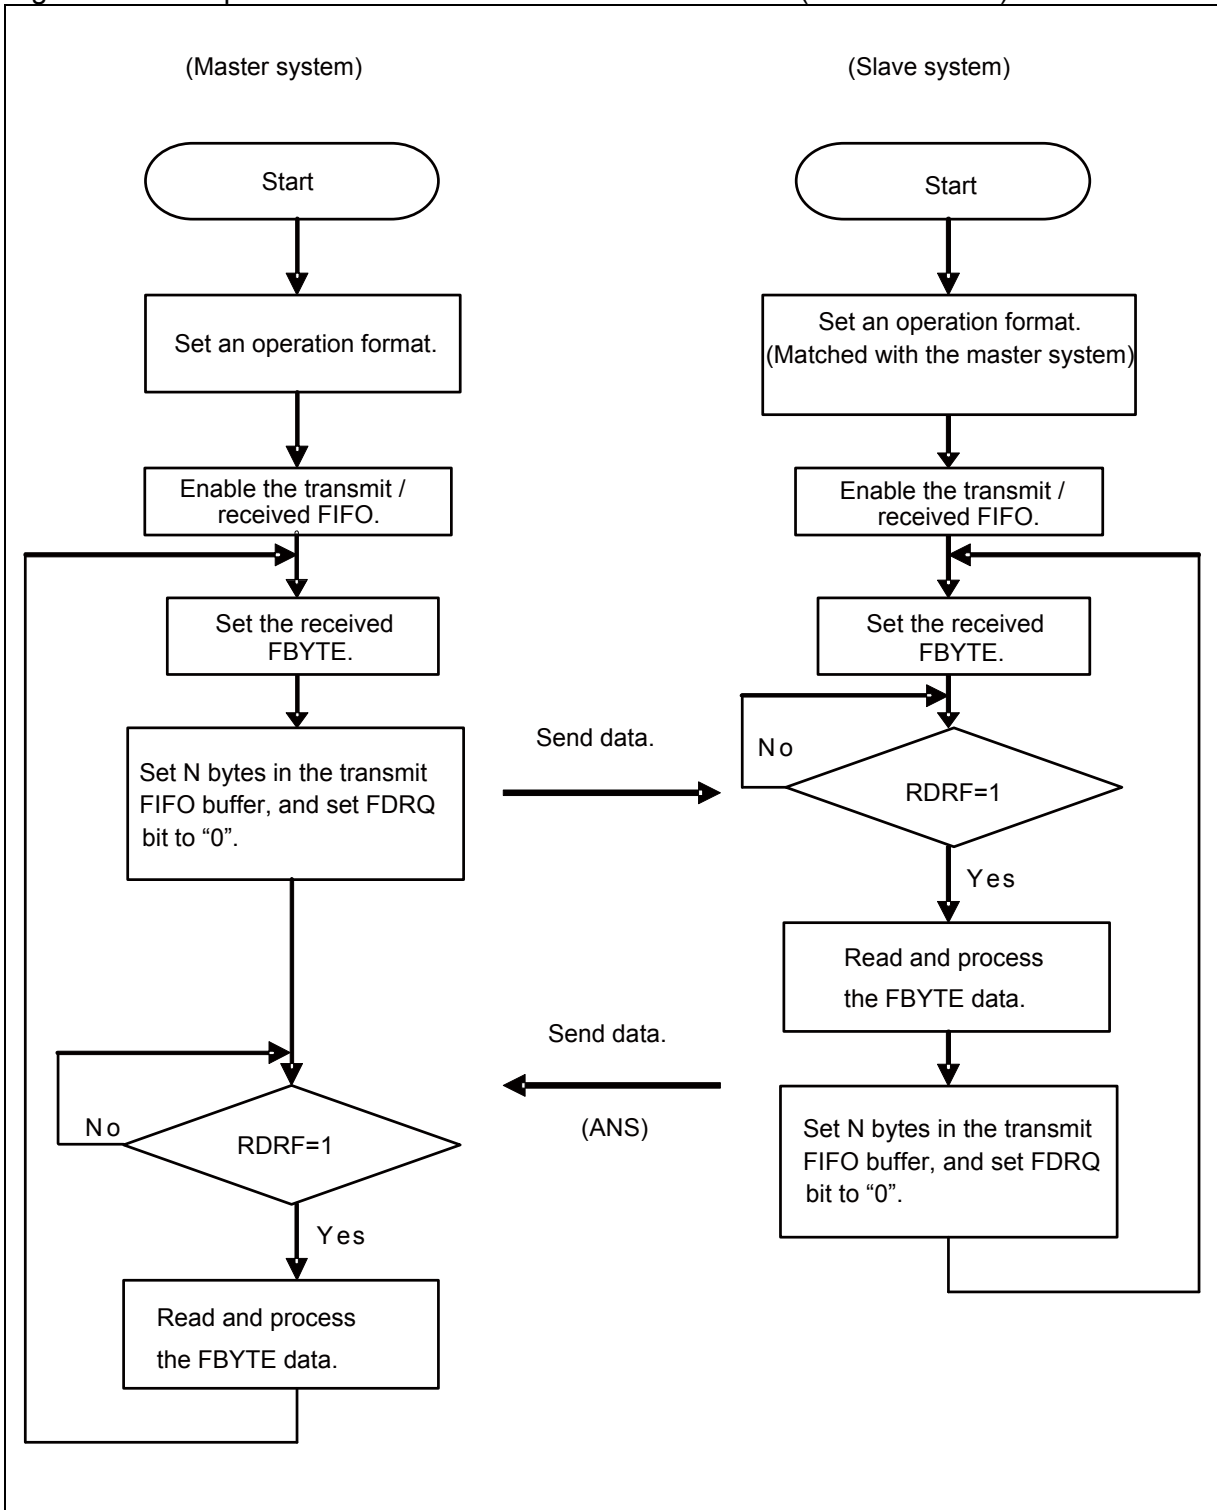 (Master system)
Start
Set an operation format.
Enable the transmit /
received FIFO.
Set the received
FBYTE.
Set N bytes in the transmit
FIFO buffer, and set FDRQ
bit to “0”.
No
RDRF=1
Yes
Read and process
the FBYTE data.
Send data.
Send data.
(ANS)
(Slave system)
Start
Set an operation format.
(Matched with the master system)
Enable the transmit /
received FIFO.
Set the received
FBYTE.
No
RDRF=1
Yes
Read and process
the FBYTE data.
Set N bytes in the transmit
FIFO buffer, and set FDRQ
bit to “0”.